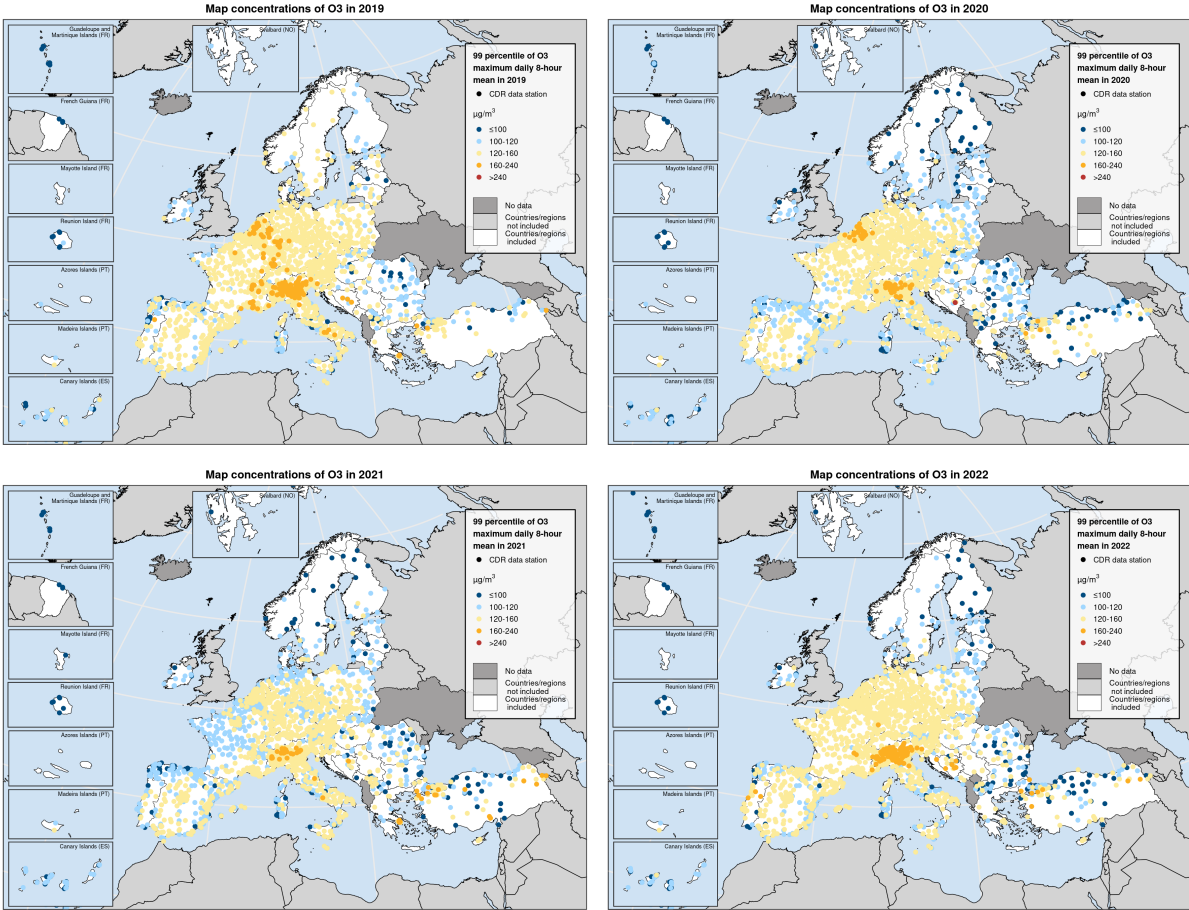 Map concentrations of O3 in 2019
Guadeloupe and
Martinique Islands (FR)
French Guiana (FR)
Mayotte Island (FR)
Reunion Island (FR)
Azores Islands (PT)
Madeira Islands (PT)
Canary Islands (ES)
Svalbard (NO)
99 percentile of O3
maximum daily 8-hour
mean in 2019
CDR data station
µg/m³
≤100
100-120
120-160
160-240
>240
No data
Countries/regions
not included
Countries/regions
included
Map concentrations of O3 in 2020
Guadeloupe and
Martinique Islands (FR)
French Guiana (FR)
Mayotte Island (FR)
Reunion Island (FR)
Azores Islands (PT)
Madeira Islands (PT)
Canary Islands (ES)
Svalbard (NO)
99 percentile of O3
maximum daily 8-hour
mean in 2020
CDR data station
µg/m³
≤100
100-120
120-160
160-240
>240
No data
Countries/regions
not included
Countries/regions
included
Map concentrations of O3 in 2021
Guadeloupe and
Martinique Islands (FR)
French Guiana (FR)
Mayotte Island (FR)
Reunion Island (FR)
Azores Islands (PT)
Madeira Islands (PT)
Canary Islands (ES)
Svalbard (NO)
99 percentile of O3
maximum daily 8-hour
mean in 2021
CDR data station
µg/m³
≤100
100-120
120-160
160-240
>240
No data
Countries/regions
not included
Countries/regions
included
Map concentrations of O3 in 2022
Guadeloupe and
Martinique Islands (FR)
French Guiana (FR)
Mayotte Island (FR)
Reunion Island (FR)
Azores Islands (PT)
Madeira Islands (PT)
Canary Islands (ES)
Svalbard (NO)
99 percentile of O3
maximum daily 8-hour
mean in 2022
CDR data station
µg/m³
≤100
100-120
120-160
160-240
>240
No data
Countries/regions
not included
Countries/regions
included